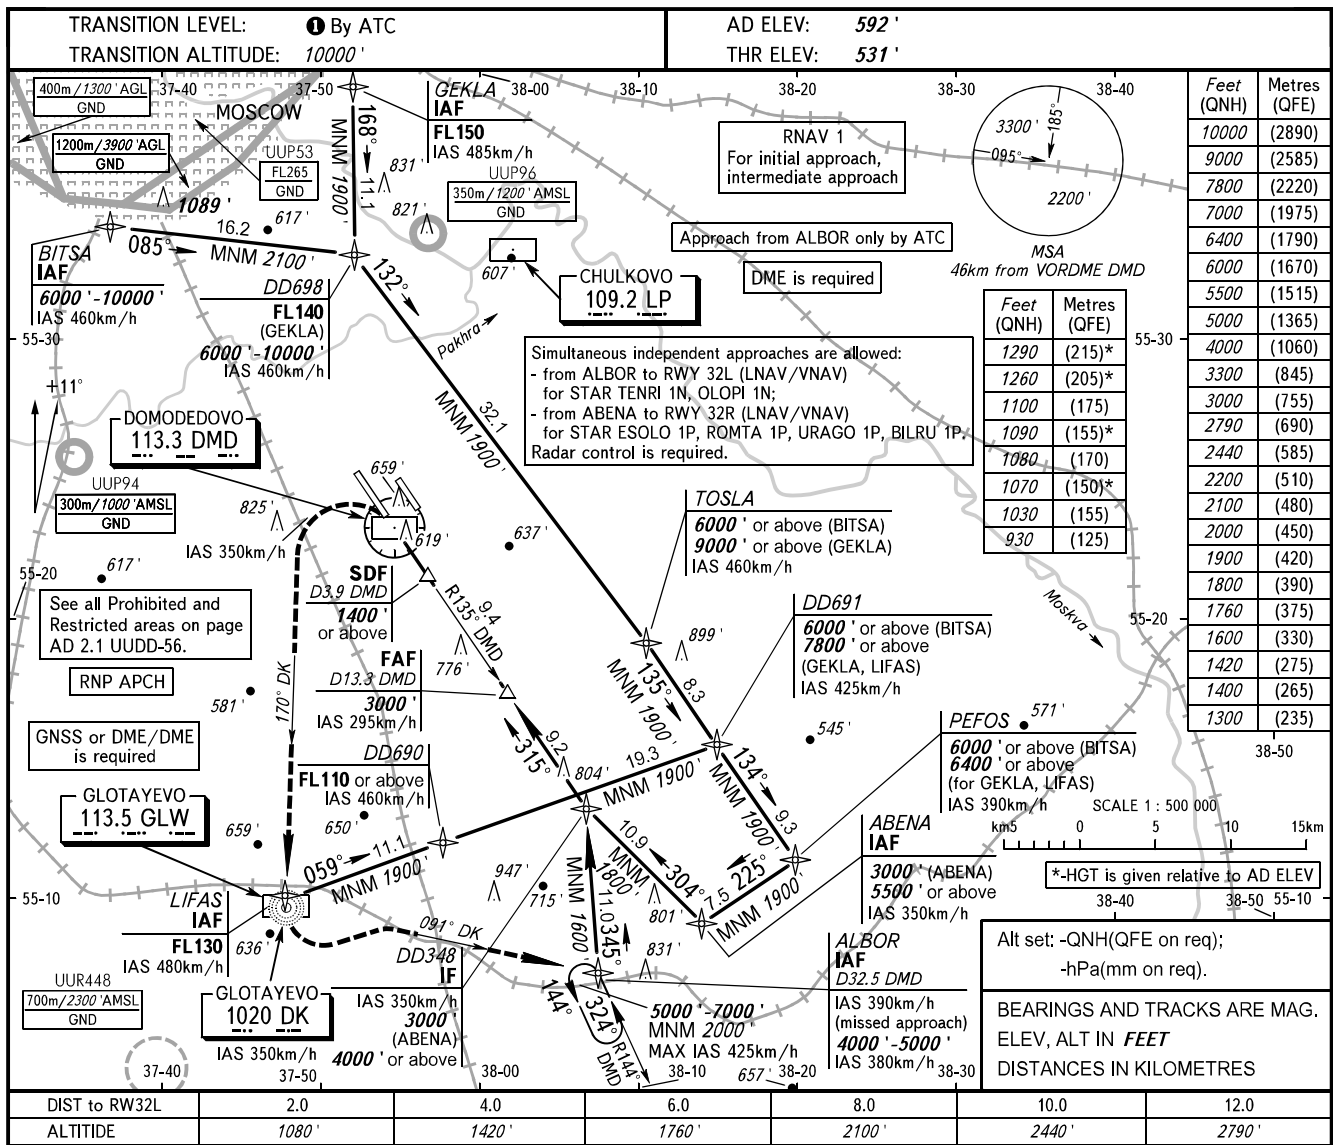 TRANSITION LEVEL: ❶ By ATC
TRANSITION ALTITUDE: 10000 '
AD ELEV: 592 '
THR ELEV: 531 '
37-40
37-50
38-00
38-10
38-20
38-30
38-40
400m/1300 'AGL
GND
MOSCOW
1200m/3900 'AGL
GND
UUP53
FL265
GND
1089 '
617 '
831 '
821 '
168°
11.1
MNM 1900'
GEKLA
IAF
FL150
IAS 485km/h
UUP96
350m/1200 'AMSL
GND
607 '
RNAV 1
For initial approach,
intermediate approach
3300 '
185°
095°
2200 '
MSA
46km from VORDME DMD
Approach from ALBOR only by ATC
DME is required
BITSA
IAF
6000 '-10000 '
IAS 460km/h
16.2
085°
MNM 2100'
DD698
FL140
(GEKLA)
6000 '-10000 '
IAS 460km/h
132°
32.1
MNM 1900'
Pakhra
CHULKOVO
109.2 LP
Simultaneous independent approaches are allowed:
- from ALBOR to RWY 32L (LNAV/VNAV)
for STAR TENRI 1N, OLOPI 1N;
- from ABENA to RWY 32R (LNAV/VNAV)
for STAR ESOLO 1P, ROMTA 1P, URAGO 1P, BILRU 1P.
Radar control is required.
Feet (QNH) Metres (QFE)
1290 (215)*
1260 (205)*
1100 (175)
1090 (155)*
1080 (170)
1070 (150)*
1030 (155)
930 (125)
Feet (QNH) Metres (QFE)
10000 (2890)
9000 (2585)
7800 (2220)
7000 (1975)
6400 (1790)
6000 (1670)
5500 (1515)
5000 (1365)
4000 (1060)
3300 (845)
3000 (755)
2790 (690)
2440 (585)
2200 (510)
2100 (480)
2000 (450)
1900 (420)
1800 (390)
1760 (375)
1600 (330)
1420 (275)
1400 (265)
1300 (235)
55-30
55-30
+11°
DOMODEDOVO
113.3 DMD
UUP94
300m/1000 'AMSL
GND
825 '
659 '
619 '
637 '
IAS 350km/h
617 '
55-20
55-20
See all Prohibited and
Restricted areas on page
AD 2.1 UUDD-56.
RNP APCH
SDF
D3.9 DMD
1400 '
or above
9.4
R135° DMD
776 '
FAF
D13.3 DMD
3000 '
IAS 295km/h
TOSLA
6000 ' or above (BITSA)
9000 ' or above (GEKLA)
IAS 460km/h
899 '
135°
8.3
MNM 1900'
DD691
6000 ' or above (BITSA)
7800 ' or above
(GEKLA, LIFAS)
IAS 425km/h
Moskva
581 '
170° DK
545 '
571 '
GNSS or DME/DME
is required
DD690
FL110 or above
IAS 460km/h
315°
9.2
804 '
19.3
MNM 1900'
134°
9.3
MNM 1900'
PEFOS
6000 ' or above (BITSA)
6400 ' or above
(for GEKLA, LIFAS)
IAS 390km/h
38-50
SCALE 1 : 500 000
km5 0 5 10 15km
GLOTAYEVO
113.5 GLW
659 '
650 '
059°
11.1
MNM 1900'
10.9
304°
MNM 1800'
225°
7.5
MNM 1900'
ABENA
IAF
3000 ' (ABENA)
5500 ' or above
IAS 350km/h
*-HGT is given relative to AD ELEV
38-40
38-50
55-10
55-10
LIFAS
IAF
FL130
IAS 480km/h
636 '
947 '
715 '
801 '
831 '
091° DK
345°
11.0
MNM 1600'
DD348
IF
IAS 350km/h
3000 '
(ABENA)
4000 ' or above
144°
324°
R144°
DMD
5000 '-7000 '
MNM 2000 '
MAX IAS 425km/h
657 '
ALBOR
IAF
D32.5 DMD
IAS 390km/h
(missed approach)
4000 '-5000 '
IAS 380km/h
UUR448
700m/2300 'AMSL
GND
GLOTAYEVO
1020 DK
IAS 350km/h
Alt set: -QNH(QFE on req);
-hPa(mm on req).
BEARINGS AND TRACKS ARE MAG.
ELEV, ALT IN FEET
DISTANCES IN KILOMETRES
37-40
37-50
38-00
38-10
38-20
38-30
DIST to RW32L 2.0 4.0 6.0 8.0 10.0 12.0
ALTITIDE 1080' 1420' 1760' 2100' 2440' 2790'